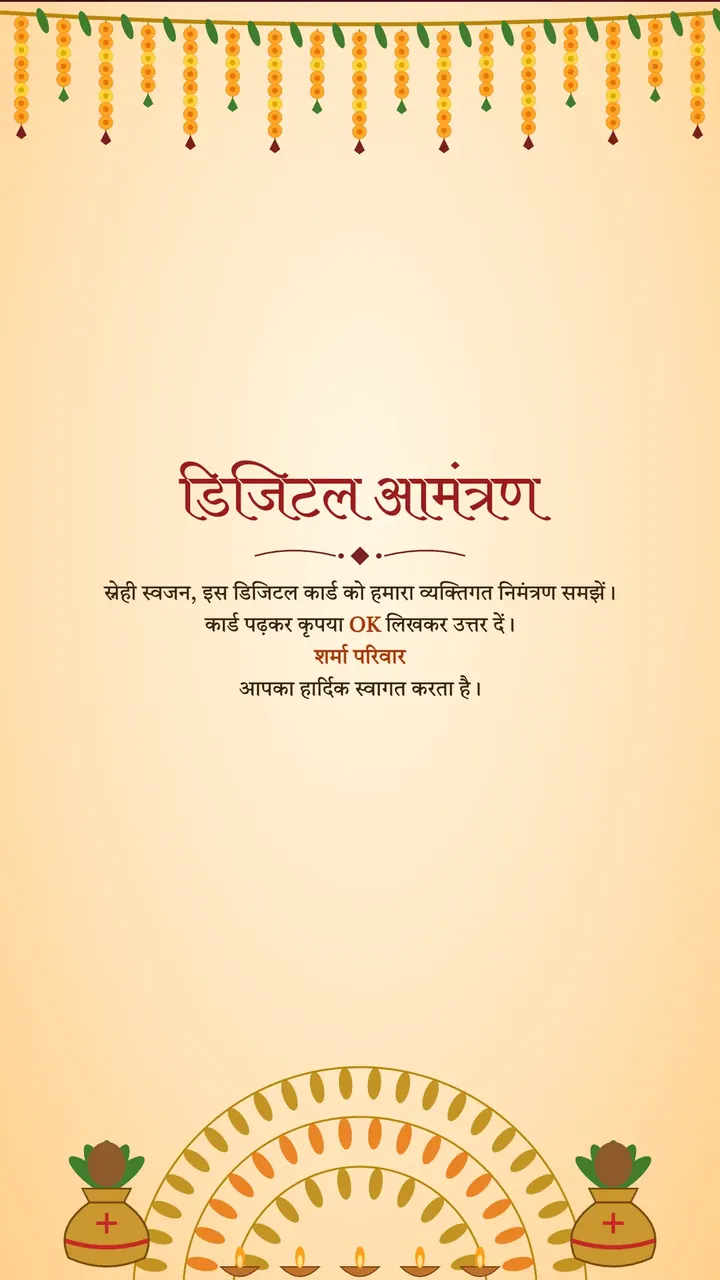 डिजिटल आमंत्रण
स्नेही स्वजन, इस डिजिटल कार्ड को हमारा व्यक्तिगत निमंत्रण समझें।
कार्ड पढ़कर कृपया OK लिखकर उत्तर दें।
शर्मा परिवार
आपका हार्दिक स्वागत करता है।